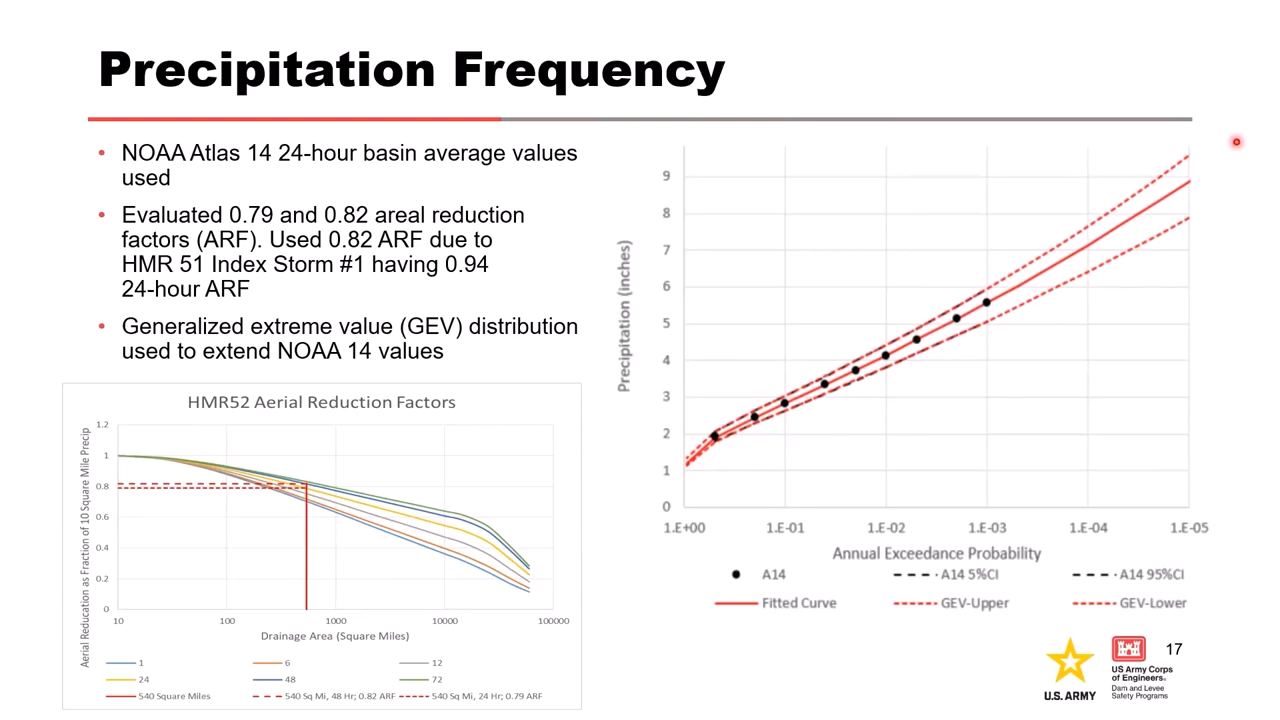 Precipitation Frequency
• NOAA Atlas 14 24-hour basin average values
used
• Evaluated 0.79 and 0.82 areal reduction
factors (ARF). Used 0.82 ARF due to
HMR 51 Index Storm #1 having 0.94
24-hour ARF
• Generalized extreme value (GEV) distribution
used to extend NOAA 14 values
HMR52 Aerial Reduction Factors
Aerial Reducation as Fraction of 10 Square Mile Precip
1.2
1
0.8
0.6
0.4
0.2
0
10 100 1000 10000 100000
Drainage Area (Square Miles)
1 6 12
24 48 72
540 Square Miles 540 Sq Mi, 48 Hr; 0.82 ARF 540 Sq Mi, 24 Hr; 0.79 ARF
Precipitation (inches)
9
8
7
6
5
4
3
2
1
0
1.E+00 1.E-01 1.E-02 1.E-03 1.E-04 1.E-05
Annual Exceedance Probability
A14 A14 5%CI A14 95%CI
Fitted Curve GEV-Upper GEV-Lower
17
U.S. ARMY
US Army Corps
of Engineers®
Dam and Levee
Safety Programs